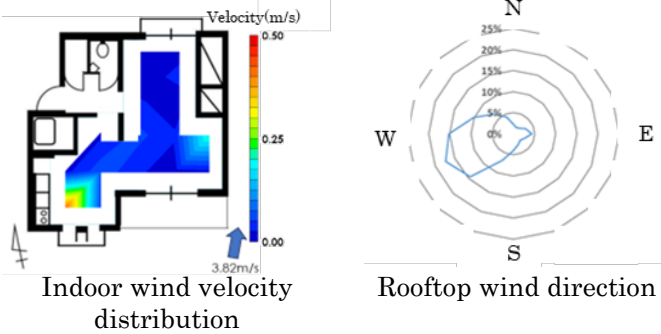 Velocity(m/s)
0.50
0.25
0.00
3.82m/s
Indoor wind velocity
distribution
N
25%
20%
15%
10%
5%
0%
W
E
S
Rooftop wind direction